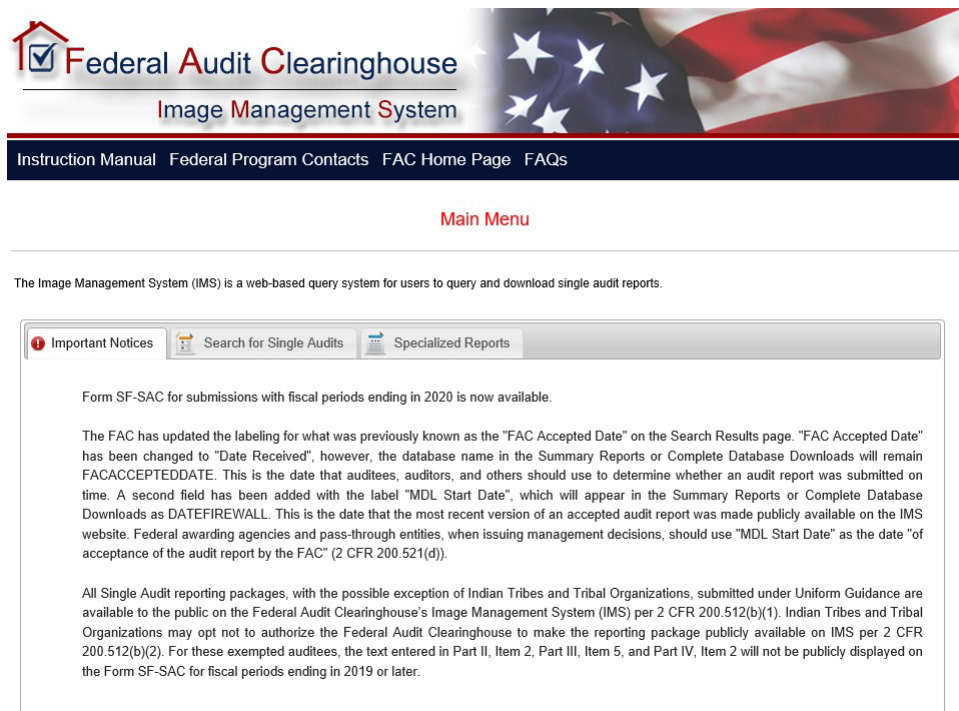 Federal Audit Clearinghouse
Image Management System
Instruction Manual Federal Program Contacts FAC Home Page FAQs
Main Menu
The Image Management System (IMS) is a web-based query system for users to query and download single audit reports.
Important Notices Search for Single Audits Specialized Reports
Form SF-SAC for submissions with fiscal periods ending in 2020 is now available.
The FAC has updated the labeling for what was previously known as the "FAC Accepted Date" on the Search Results page. "FAC Accepted Date"
has been changed to "Date Received", however, the database name in the Summary Reports or Complete Database Downloads will remain
FACACCEPTEDDATE. This is the date that auditees, auditors, and others should use to determine whether an audit report was submitted on
time. A second field has been added with the label "MDL Start Date", which will appear in the Summary Reports or Complete Database
Downloads as DATEFIREWALL. This is the date that the most recent version of an accepted audit report was made publicly available on the IMS
website. Federal awarding agencies and pass-through entities, when issuing management decisions, should use "MDL Start Date" as the date "of
acceptance of the audit report by the FAC" (2 CFR 200.521(d)).
All Single Audit reporting packages, with the possible exception of Indian Tribes and Tribal Organizations, submitted under Uniform Guidance are
available to the public on the Federal Audit Clearinghouse's Image Management System (IMS) per 2 CFR 200.512(b)(1). Indian Tribes and Tribal
Organizations may opt not to authorize the Federal Audit Clearinghouse to make the reporting package publicly available on IMS per 2 CFR
200.512(b)(2). For these exempted auditees, the text entered in Part II, Item 2, Part III, Item 5, and Part IV, Item 2 will not be publicly displayed on
the Form SF-SAC for fiscal periods ending in 2019 or later.